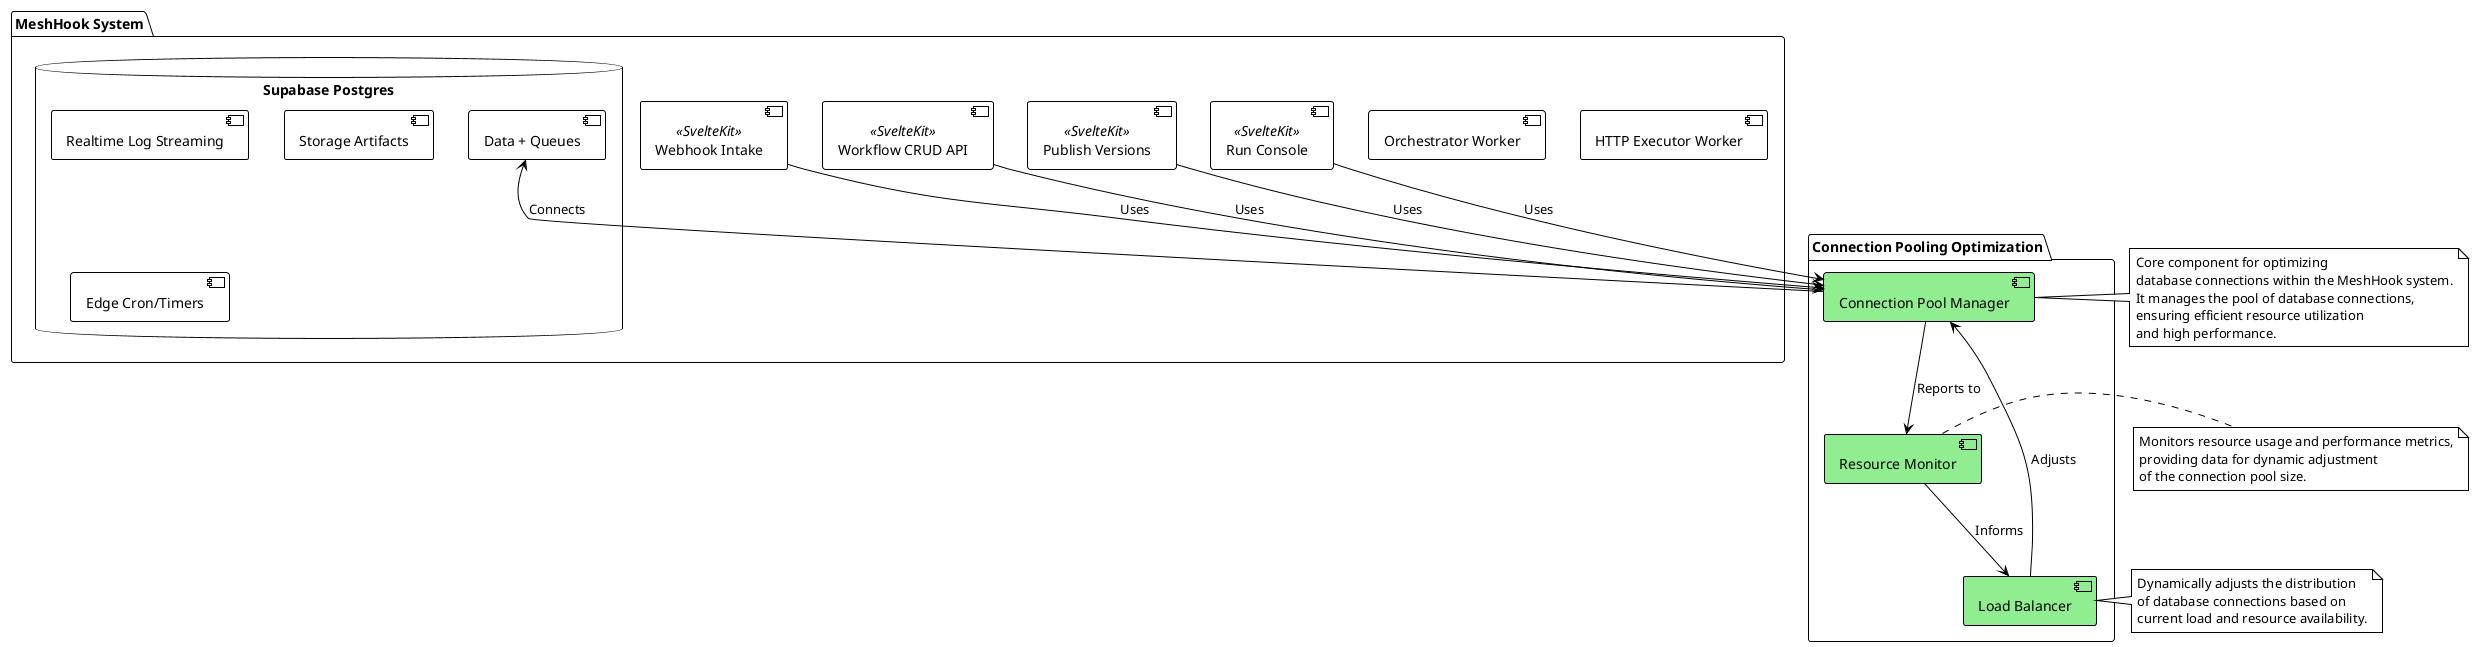 MeshHook System
Supabase Postgres
Realtime Log Streaming
Storage Artifacts
Data + Queues
«SvelteKit»
Webhook Intake
«SvelteKit»
Workflow CRUD API
«SvelteKit»
Publish Versions
«SvelteKit»
Run Console
Orchestrator Worker
HTTP Executor Worker
Connects
Uses
Uses
Uses
Uses
Edge Cron/Timers
Connection Pooling Optimization
Connection Pool Manager
Core component for optimizing
database connections within the MeshHook system.
It manages the pool of database connections,
ensuring efficient resource utilization
and high performance.
Reports to
Resource Monitor
Monitors resource usage and performance metrics,
providing data for dynamic adjustment
of the connection pool size.
Adjusts
Informs
Load Balancer
Dynamically adjusts the distribution
of database connections based on
current load and resource availability.